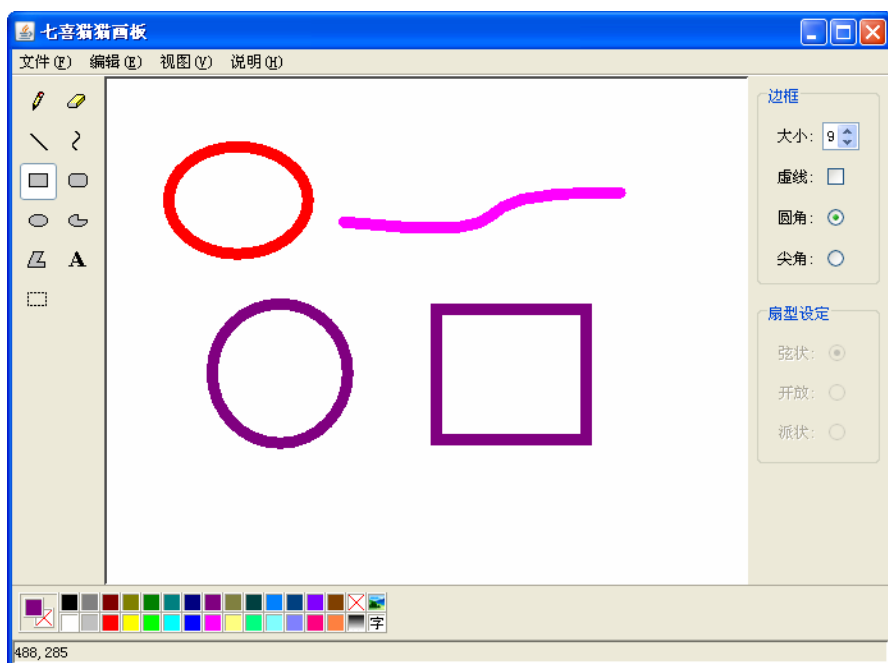 七喜猫猫画板
文件(F) 编辑(E) 视图(V) 说明(H)
边框
大小: 9
虚线:
圆角:
尖角:
A
扇型设定
弦状:
开放:
派状:
字
488, 285